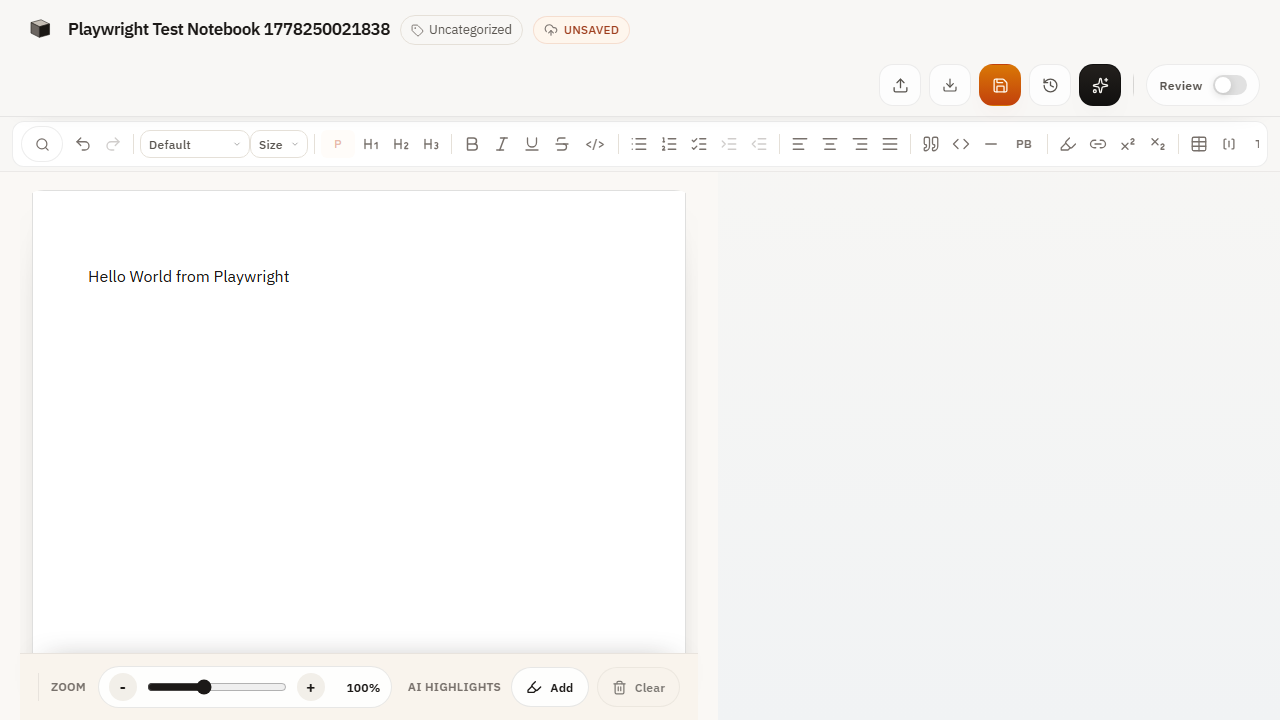 Playwright Test Notebook 1778250021838 Uncategorized UNSAVED
Review
Default Size P H1 H2 H3 B I U S </> PB x² X₂
Hello World from Playwright
ZOOM - + 100% AI HIGHLIGHTS Add Clear